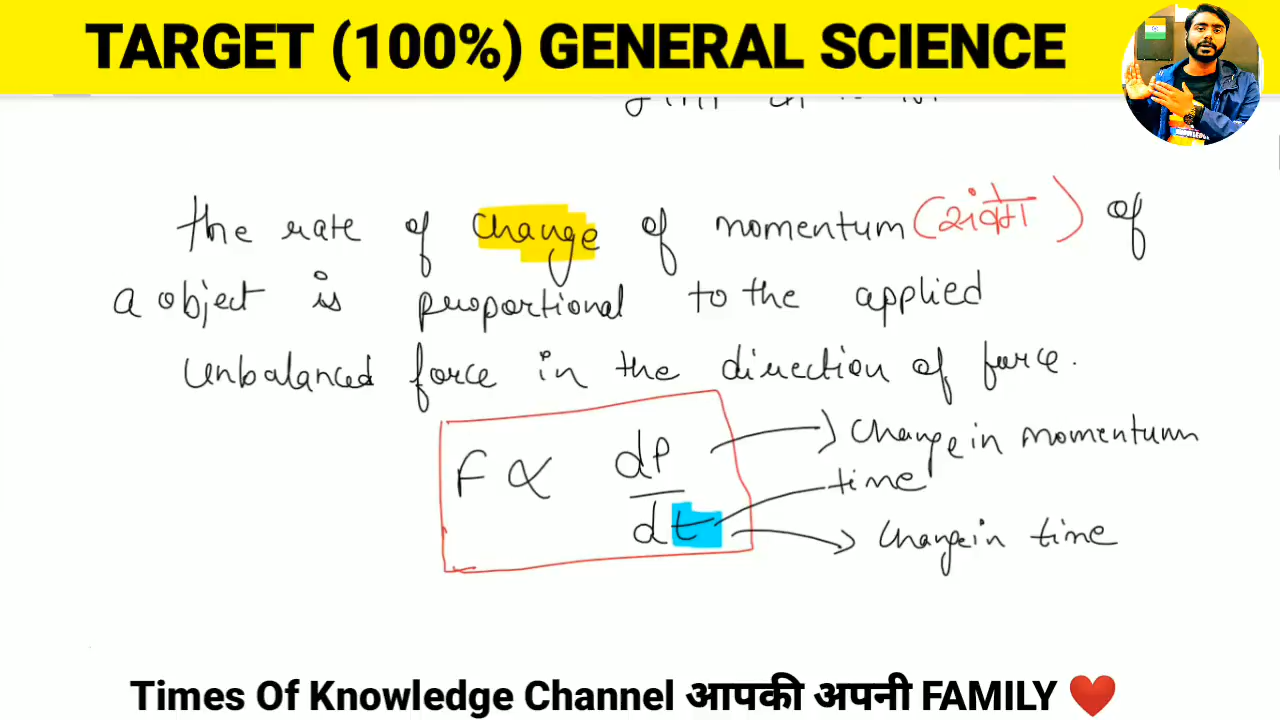 TARGET (100%) GENERAL SCIENCE
the rate of change of momentum (संवेग) of
a object is proportional to the applied
unbalanced force in the direction of force.
F ∝ dP/dt
change in momentum
time
change in time
Times Of Knowledge Channel आपकी अपनी FAMILY ❤️